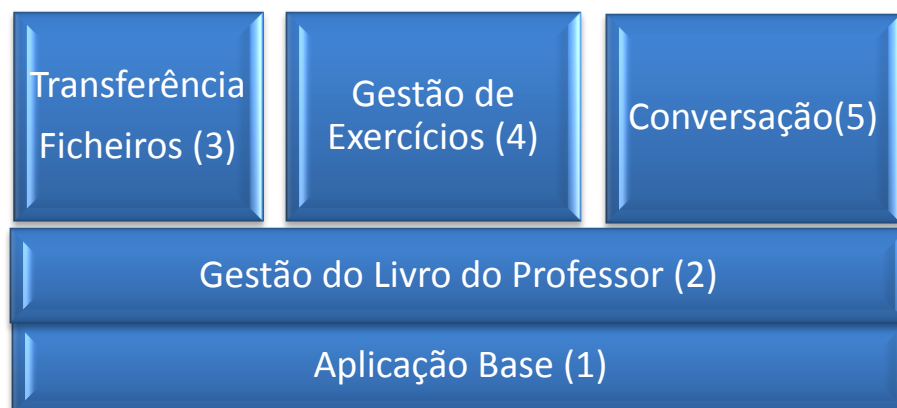 Transferência
Ficheiros (3)
Gestão de
Exercícios (4)
Conversação(5)
Gestão do Livro do Professor (2)
Aplicação Base (1)